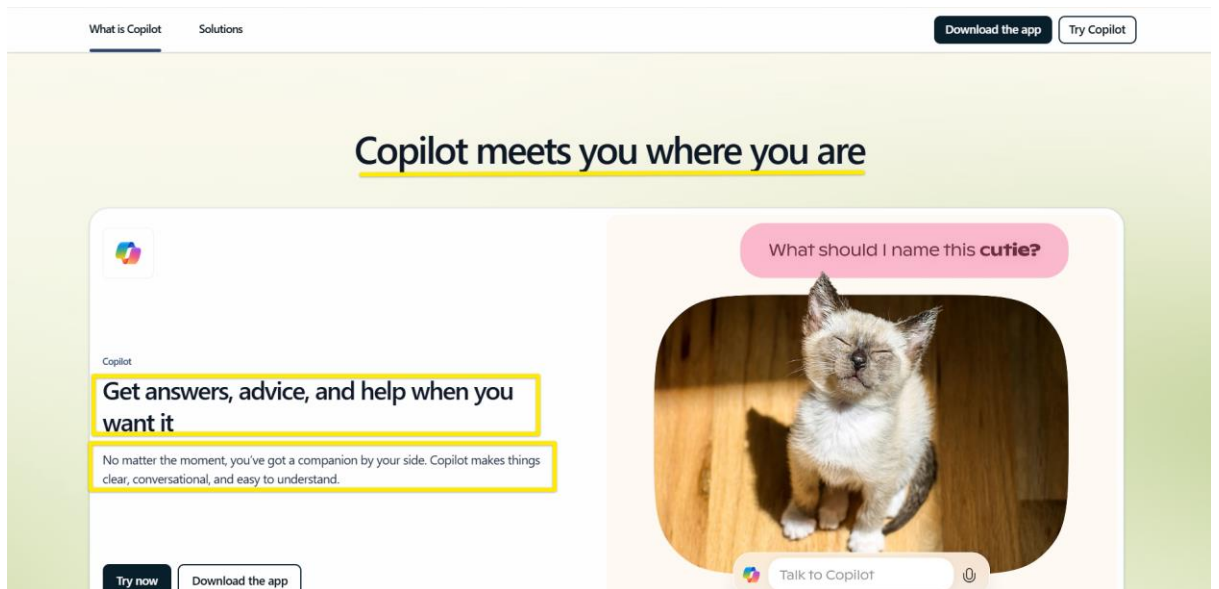 What is Copilot
Solutions
Download the app
Try Copilot
Copilot meets you where you are
What should I name this cutie?
Copilot
Get answers, advice, and help when you
want it
No matter the moment, you've got a companion by your side. Copilot makes things
clear, conversational, and easy to understand.
Try now
Download the app
Talk to Copilot